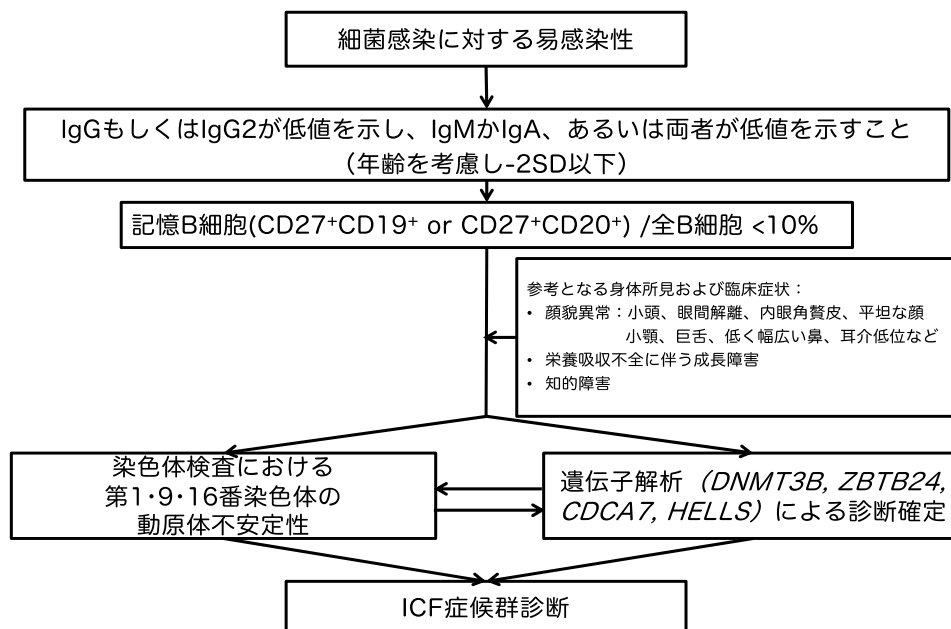 細菌感染に対する易感染性
IgGもしくはIgG2が低値を示し、IgMかIgA、あるいは両者が低値を示すこと
（年齢を考慮し-2SD以下）
記憶B細胞(CD27⁺CD19⁺ or CD27⁺CD20⁺) /全B細胞 <10%
参考となる身体所見および臨床症状：
• 顔貌異常：小頭、眼間解離、内眼角贅皮、平坦な顔
小顎、巨舌、低く幅広い鼻、耳介低位など
• 栄養吸収不全に伴う成長障害
• 知的障害
染色体検査における
第1･9･16番染色体の
動原体不安定性
遺伝子解析（DNMT3B, ZBTB24,
CDCA7, HELLS）による診断確定
ICF症候群診断